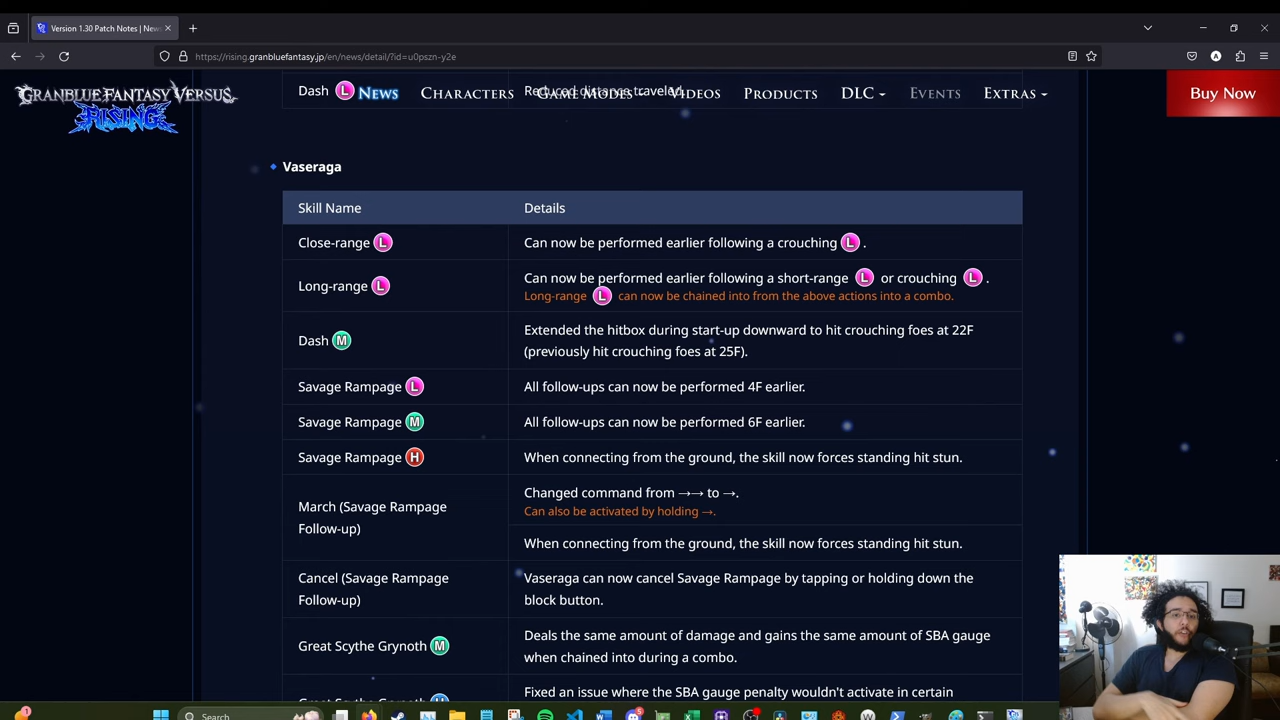 Version 1.30 Patch Notes | New
https://rising.granbluefantasy.jp/en/news/detail/?id=u0pszn-y2e
GRANBLUE FANTASY VERSUS
RISING
NEWS
CHARACTERS
GAME MODES
VIDEOS
PRODUCTS
DLC
EVENTS
EXTRAS
Buy Now
Dash L
Reduced distance traveled.
Vaseraga
Skill Name
Details
Close-range L
Can now be performed earlier following a crouching L .
Long-range L
Can now be performed earlier following a short-range L or crouching L .
Long-range L can now be chained into from the above actions into a combo.
Dash M
Extended the hitbox during start-up downward to hit crouching foes at 22F
(previously hit crouching foes at 25F).
Savage Rampage L
All follow-ups can now be performed 4F earlier.
Savage Rampage M
All follow-ups can now be performed 6F earlier.
Savage Rampage H
When connecting from the ground, the skill now forces standing hit stun.
March (Savage Rampage
Follow-up)
Changed command from →→ to →.
Can also be activated by holding →.
When connecting from the ground, the skill now forces standing hit stun.
Cancel (Savage Rampage
Follow-up)
Vaseraga can now cancel Savage Rampage by tapping or holding down the
block button.
Great Scythe Grynoth M
Deals the same amount of damage and gains the same amount of SBA gauge
when chained into during a combo.
Great Scythe Grynoth H
Fixed an issue where the SBA gauge penalty wouldn't activate in certain
Search